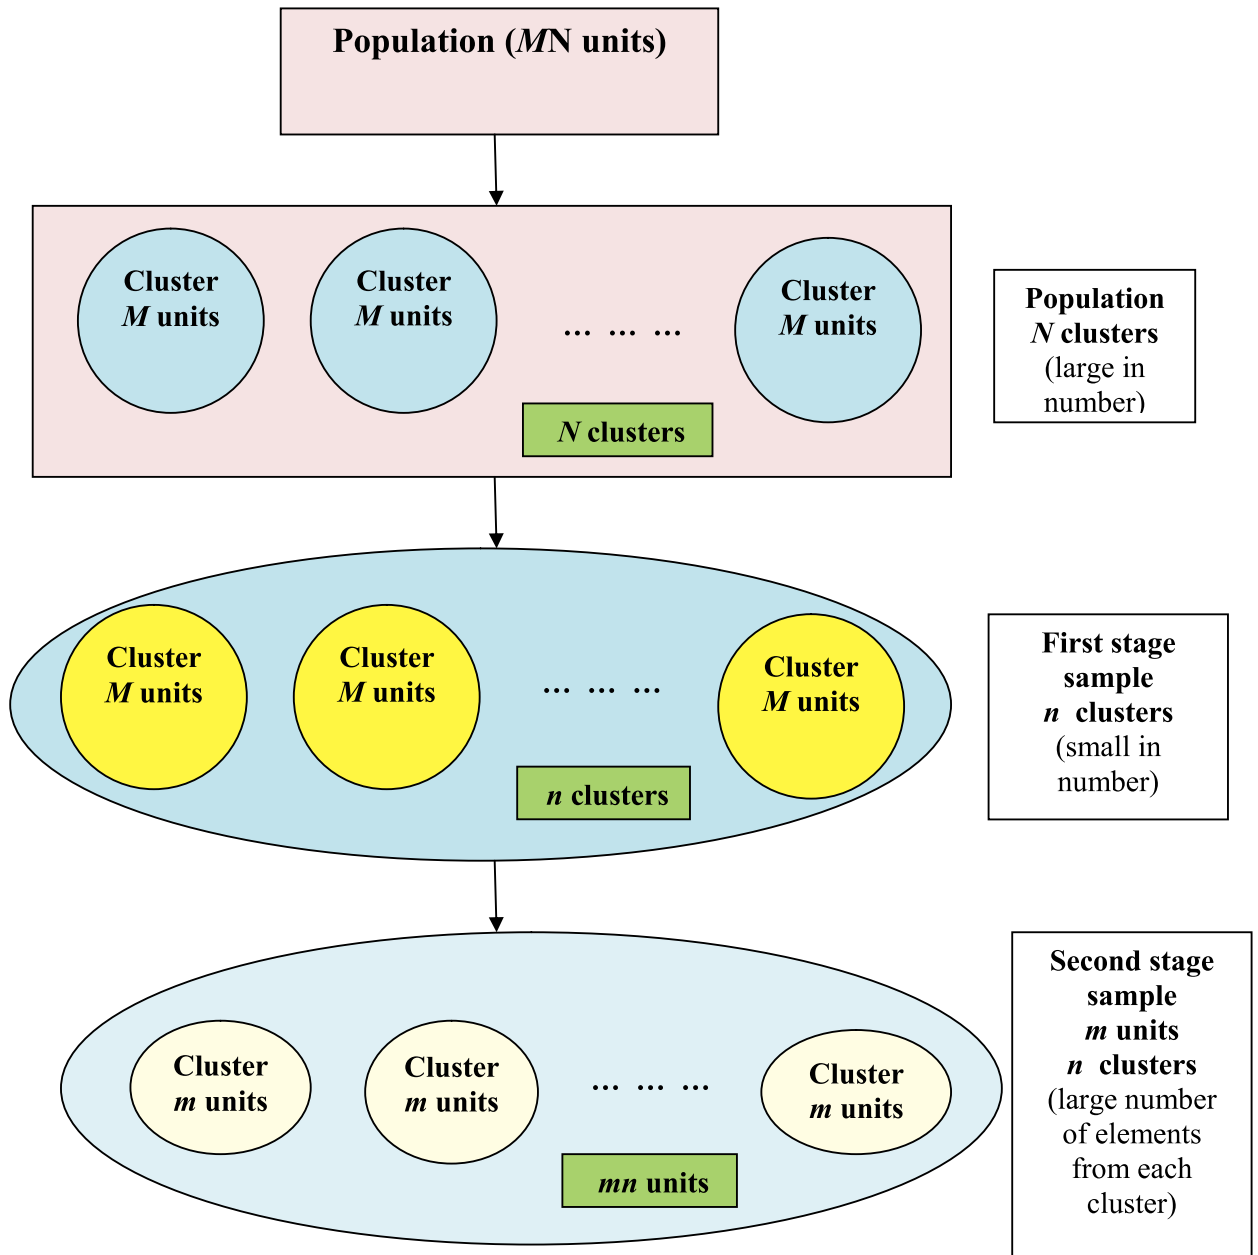 Population (MN units)
Cluster
M units
Cluster
M units
... ... ...
Cluster
M units
N clusters
Population
N clusters
(large in
number)
Cluster
M units
Cluster
M units
... ... ...
Cluster
M units
n clusters
First stage
sample
n clusters
(small in
number)
Cluster
m units
Cluster
m units
... ... ...
Cluster
m units
mn units
Second stage
sample
m units
n clusters
(large number
of elements
from each
cluster)